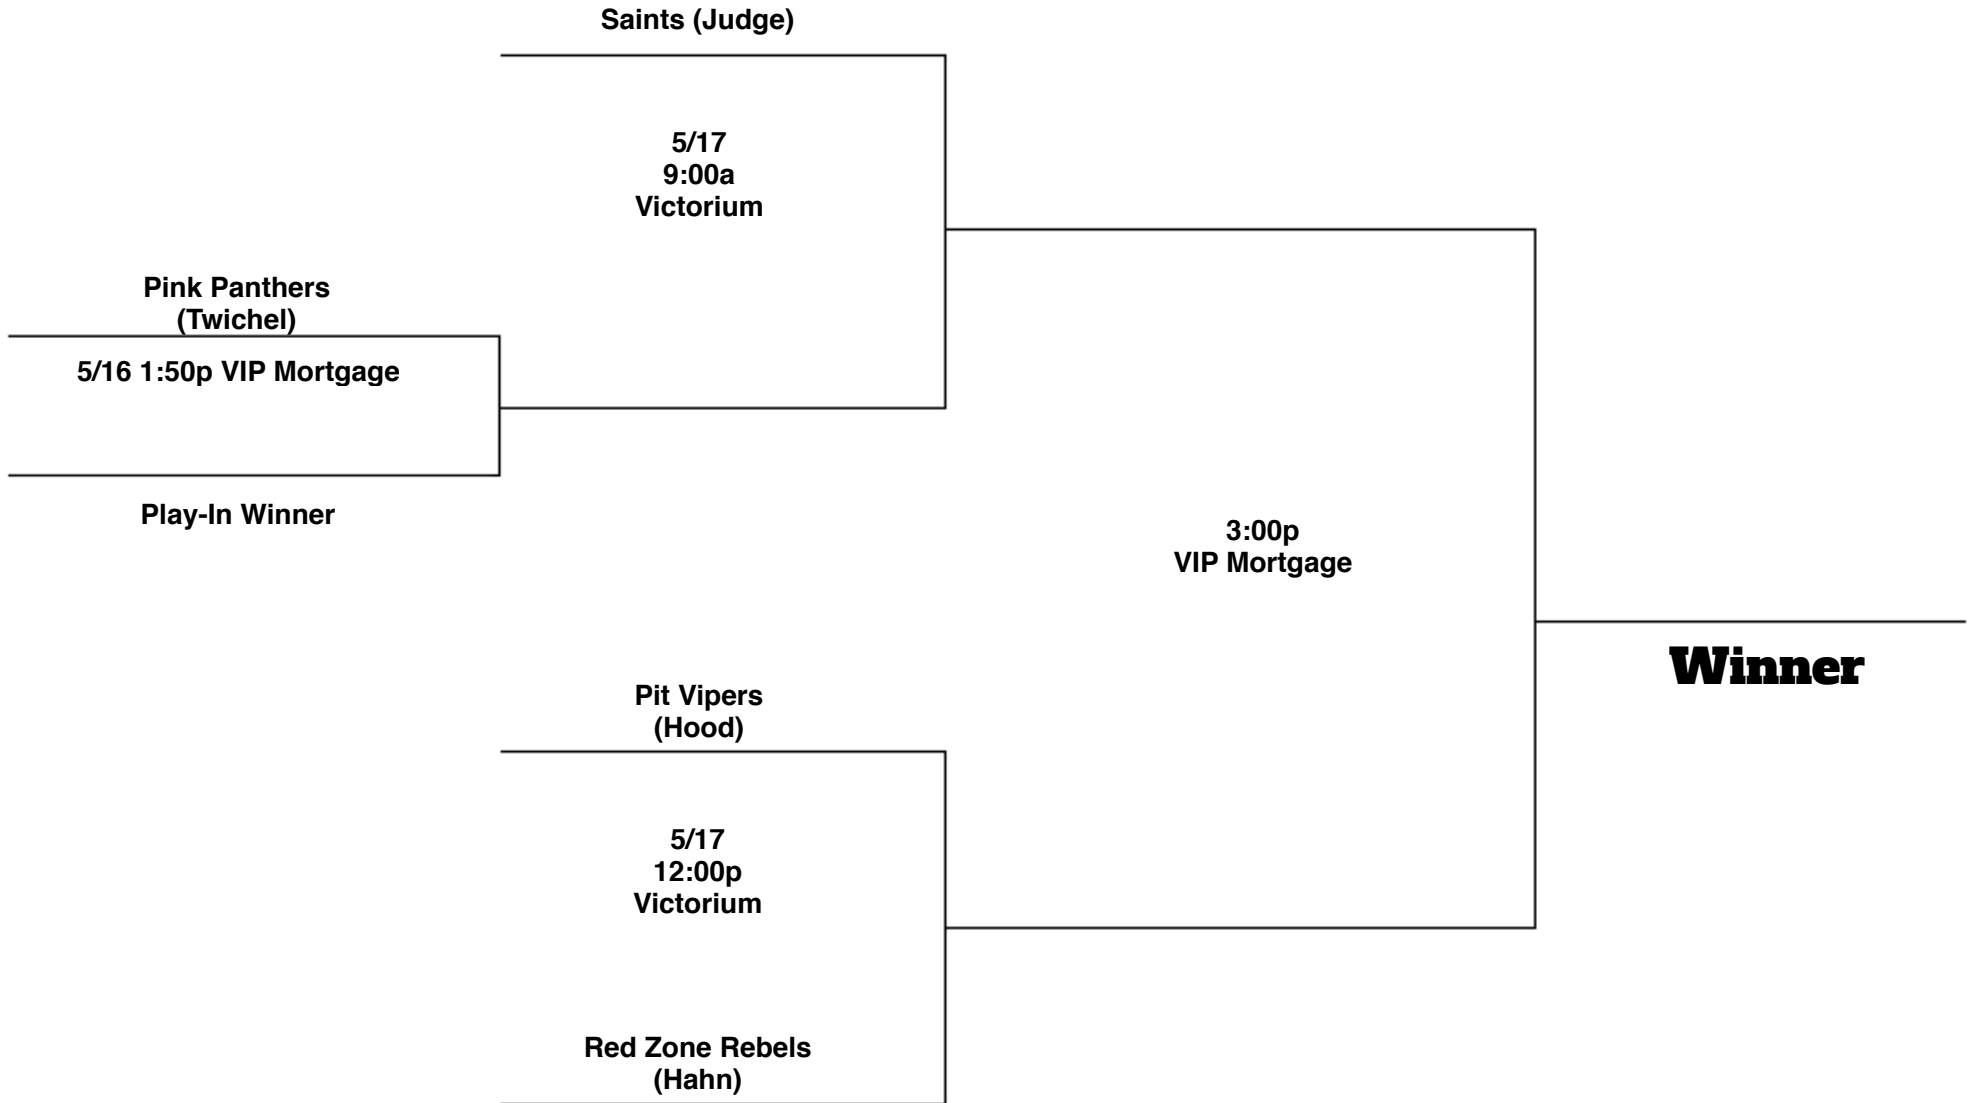 Saints (Judge)
5/17
9:00a
Victorium
Pink Panthers
(Twichel)
5/16 1:50p VIP Mortgage
Play-In Winner
3:00p
VIP Mortgage
Winner
Pit Vipers
(Hood)
5/17
12:00p
Victorium
Red Zone Rebels
(Hahn)